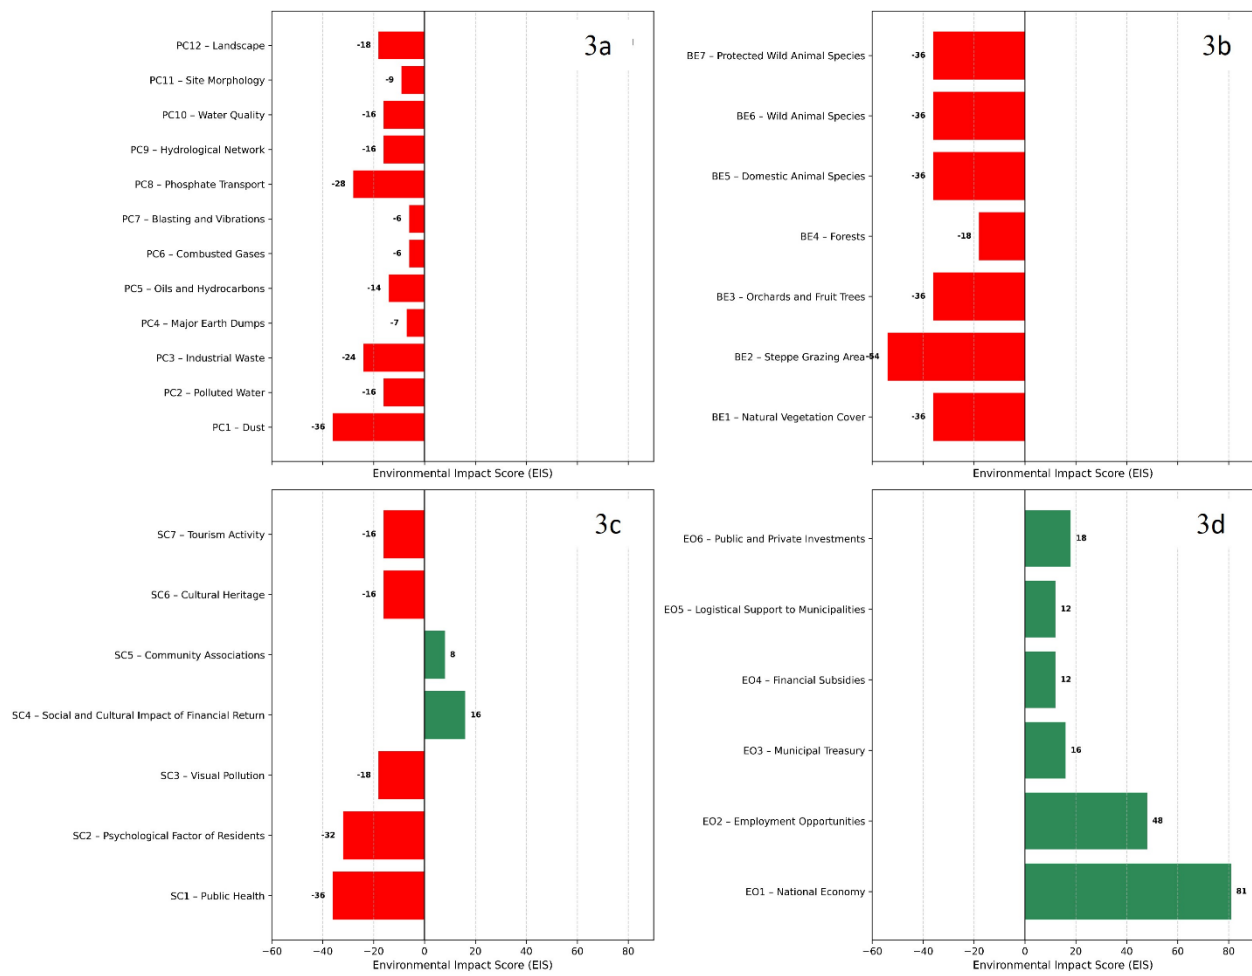 3a
PC12 – Landscape
-18
PC11 – Site Morphology
-9
PC10 – Water Quality
-16
PC9 – Hydrological Network
-16
PC8 – Phosphate Transport
-28
PC7 – Blasting and Vibrations
-6
PC6 – Combusted Gases
-6
PC5 – Oils and Hydrocarbons
-14
PC4 – Major Earth Dumps
-7
PC3 – Industrial Waste
-24
PC2 – Polluted Water
-16
PC1 – Dust
-36
Environmental Impact Score (EIS)
3b
BE7 – Protected Wild Animal Species
-36
BE6 – Wild Animal Species
-36
BE5 – Domestic Animal Species
-36
BE4 – Forests
-18
BE3 – Orchards and Fruit Trees
-36
BE2 – Steppe Grazing Area
-54
BE1 – Natural Vegetation Cover
-36
Environmental Impact Score (EIS)
3c
SC7 – Tourism Activity
-16
SC6 – Cultural Heritage
-16
SC5 – Community Associations
8
SC4 – Social and Cultural Impact of Financial Return
16
SC3 – Visual Pollution
-18
SC2 – Psychological Factor of Residents
-32
SC1 – Public Health
-36
−60 −40 −20 0 20 40 60 80
Environmental Impact Score (EIS)
3d
EO6 – Public and Private Investments
18
EO5 – Logistical Support to Municipalities
12
EO4 – Financial Subsidies
12
EO3 – Municipal Treasury
16
EO2 – Employment Opportunities
48
EO1 – National Economy
81
−60 −40 −20 0 20 40 60 80
Environmental Impact Score (EIS)